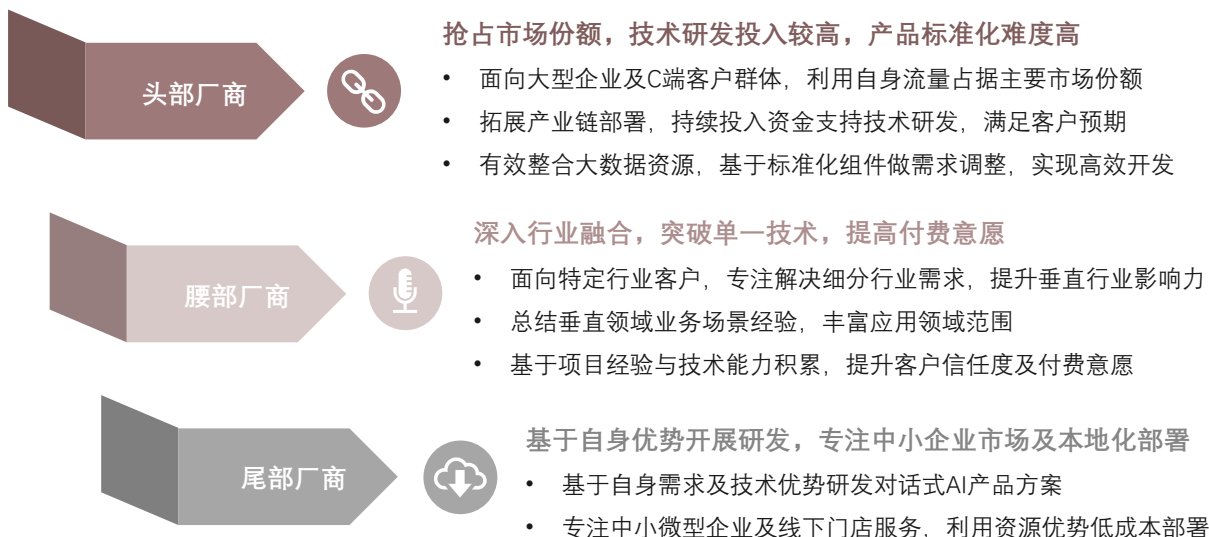 抢占市场份额，技术研发投入较高，产品标准化难度高
头部厂商
• 面向大型企业及C端客户群体，利用自身流量占据主要市场份额
• 拓展产业链部署，持续投入资金支持技术研发，满足客户预期
• 有效整合大数据资源，基于标准化组件做需求调整，实现高效开发
深入行业融合，突破单一技术，提高付费意愿
腰部厂商
• 面向特定行业客户，专注解决细分行业需求，提升垂直行业影响力
• 总结垂直领域业务场景经验，丰富应用领域范围
• 基于项目经验与技术能力积累，提升客户信任度及付费意愿
基于自身优势开展研发，专注中小企业市场及本地化部署
尾部厂商
• 基于自身需求及技术优势研发对话式AI产品方案
• 专注中小微型企业及线下门店服务，利用资源优势低成本部署